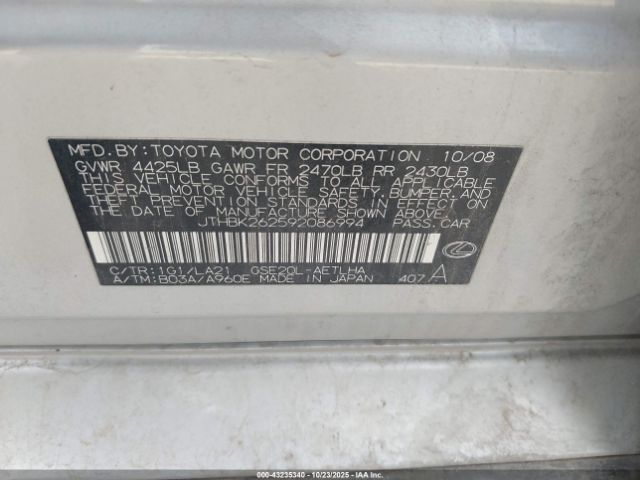 MFD. BY: TOYOTA MOTOR CORPORATION 10/08
GVWR 4425LB GAWR FR 2470LB RR 2430LB
THIS VEHICLE CONFORMS TO ALL APPLICABLE
FEDERAL MOTOR VEHICLE SAFETY, BUMPER, AND
THEFT PREVENTION STANDARDS IN EFFECT ON
THE DATE OF MANUFACTURE SHOWN ABOVE.
JTHBK262592086994 PASS. CAR
C/TR: 1G1/LA21 GSE20L-AETLHA
A/TM: B03A/A960E MADE IN JAPAN 407 A
000-43235340 | 10/23/2025 | IAA, Inc.